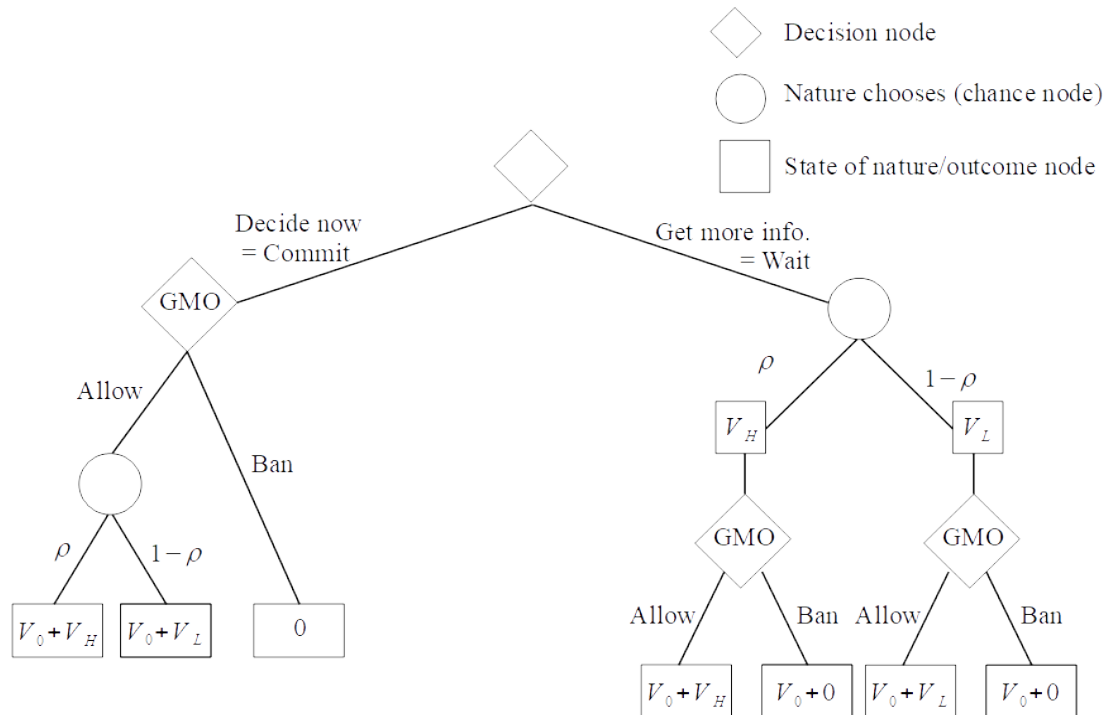 Decision node
Nature chooses (chance node)
State of nature/outcome node
Decide now
= Commit
Get more info.
= Wait
GMO
ρ
1−ρ
Allow
Ban
V_H
V_L
ρ
1−ρ
GMO
GMO
V_0+V_H
V_0+V_L
0
Allow
Ban
Allow
Ban
V_0+V_H
V_0+0
V_0+V_L
V_0+0